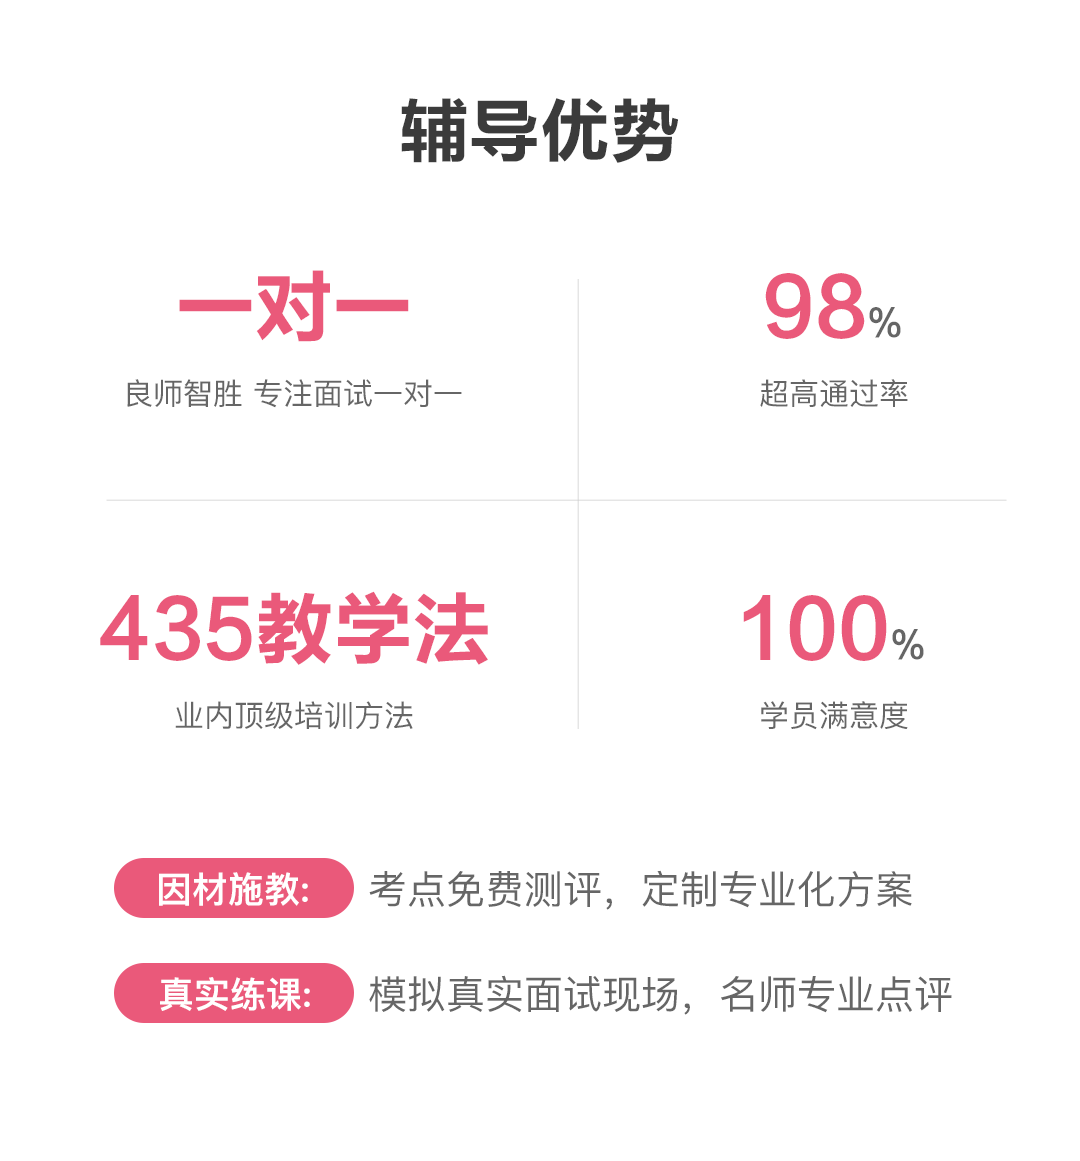 辅导优势
一对一
良师智胜 专注面试一对一
98%
超高通过率
435教学法
业内顶级培训方法
100%
学员满意度
因材施教: 考点免费测评，定制专业化方案
真实练课: 模拟真实面试现场，名师专业点评